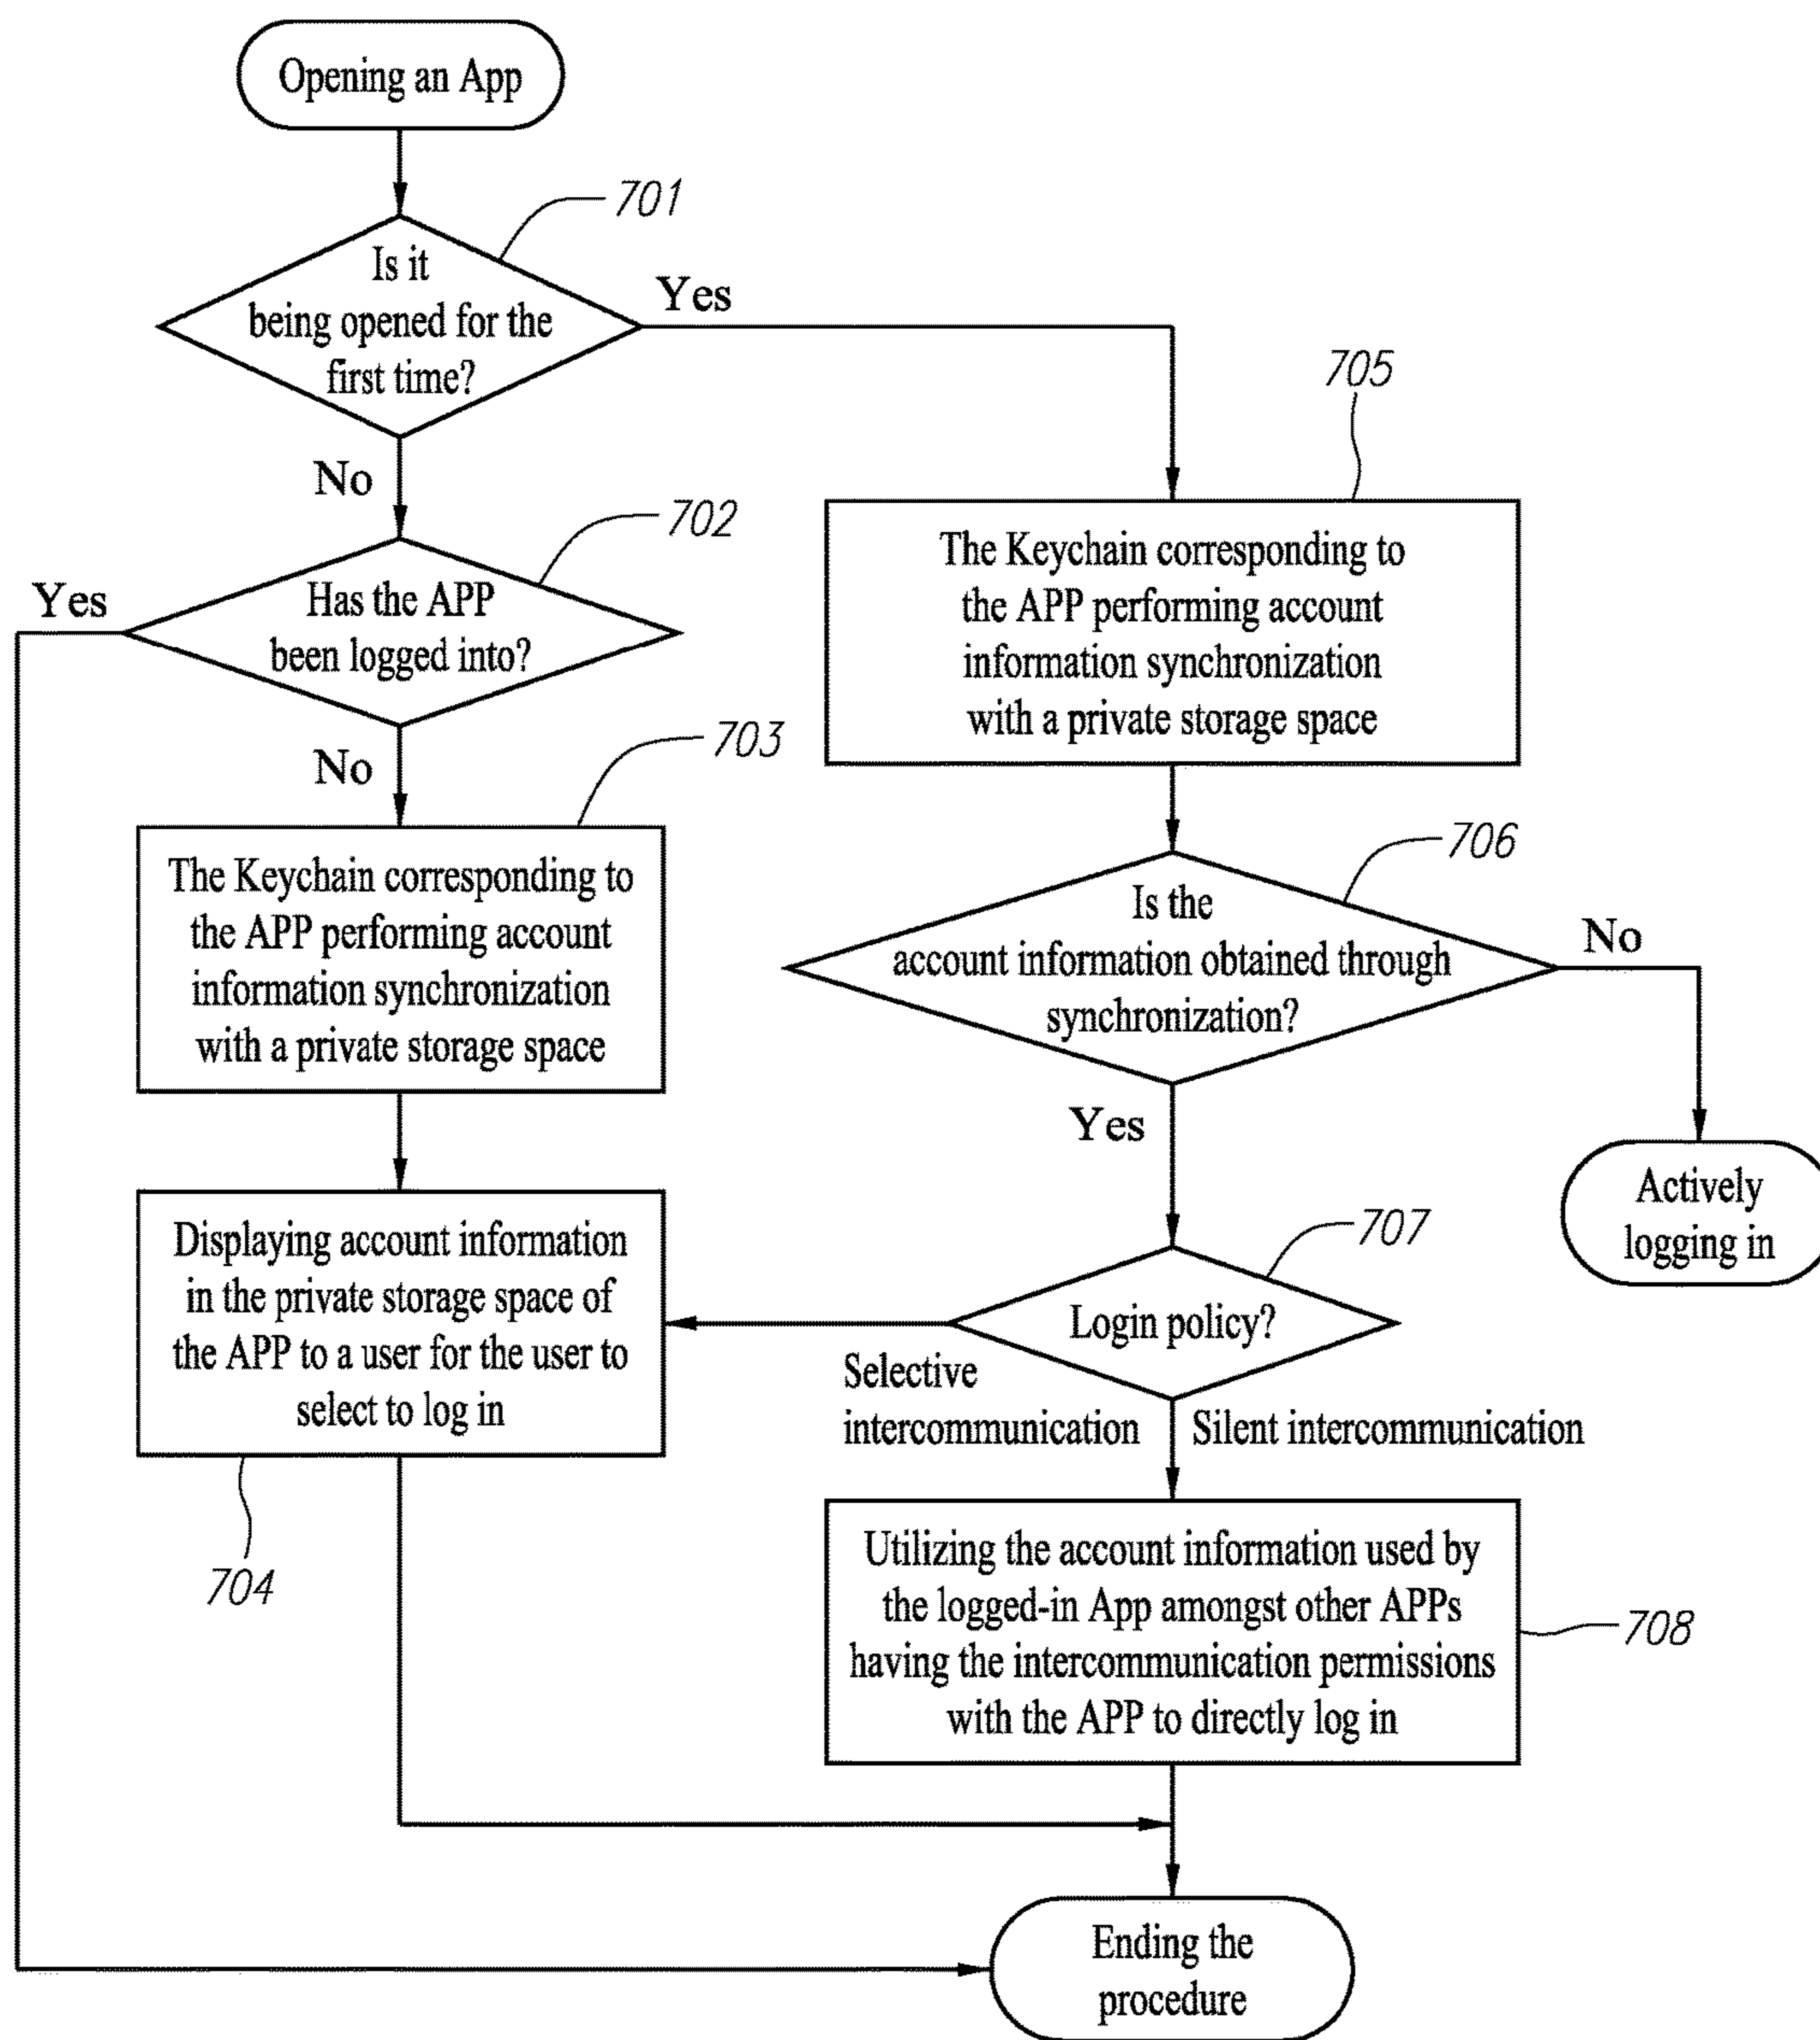 Opening an App
701
Is it
being opened for the
first time?
Yes
No
702
Has the APP
been logged into?
Yes
No
703
The Keychain corresponding to
the APP performing account
information synchronization
with a private storage space
Displaying account information
in the private storage space of
the APP to a user for the user to
select to log in
704
705
The Keychain corresponding to
the APP performing account
information synchronization
with a private storage space
706
Is the
account information obtained through
synchronization?
No
Yes
Actively
logging in
707
Login policy?
Selective
intercommunication
Silent intercommunication
Utilizing the account information used by
the logged-in App amongst other APPs
having the intercommunication permissions
with the APP to directly log in
708
Ending the
procedure